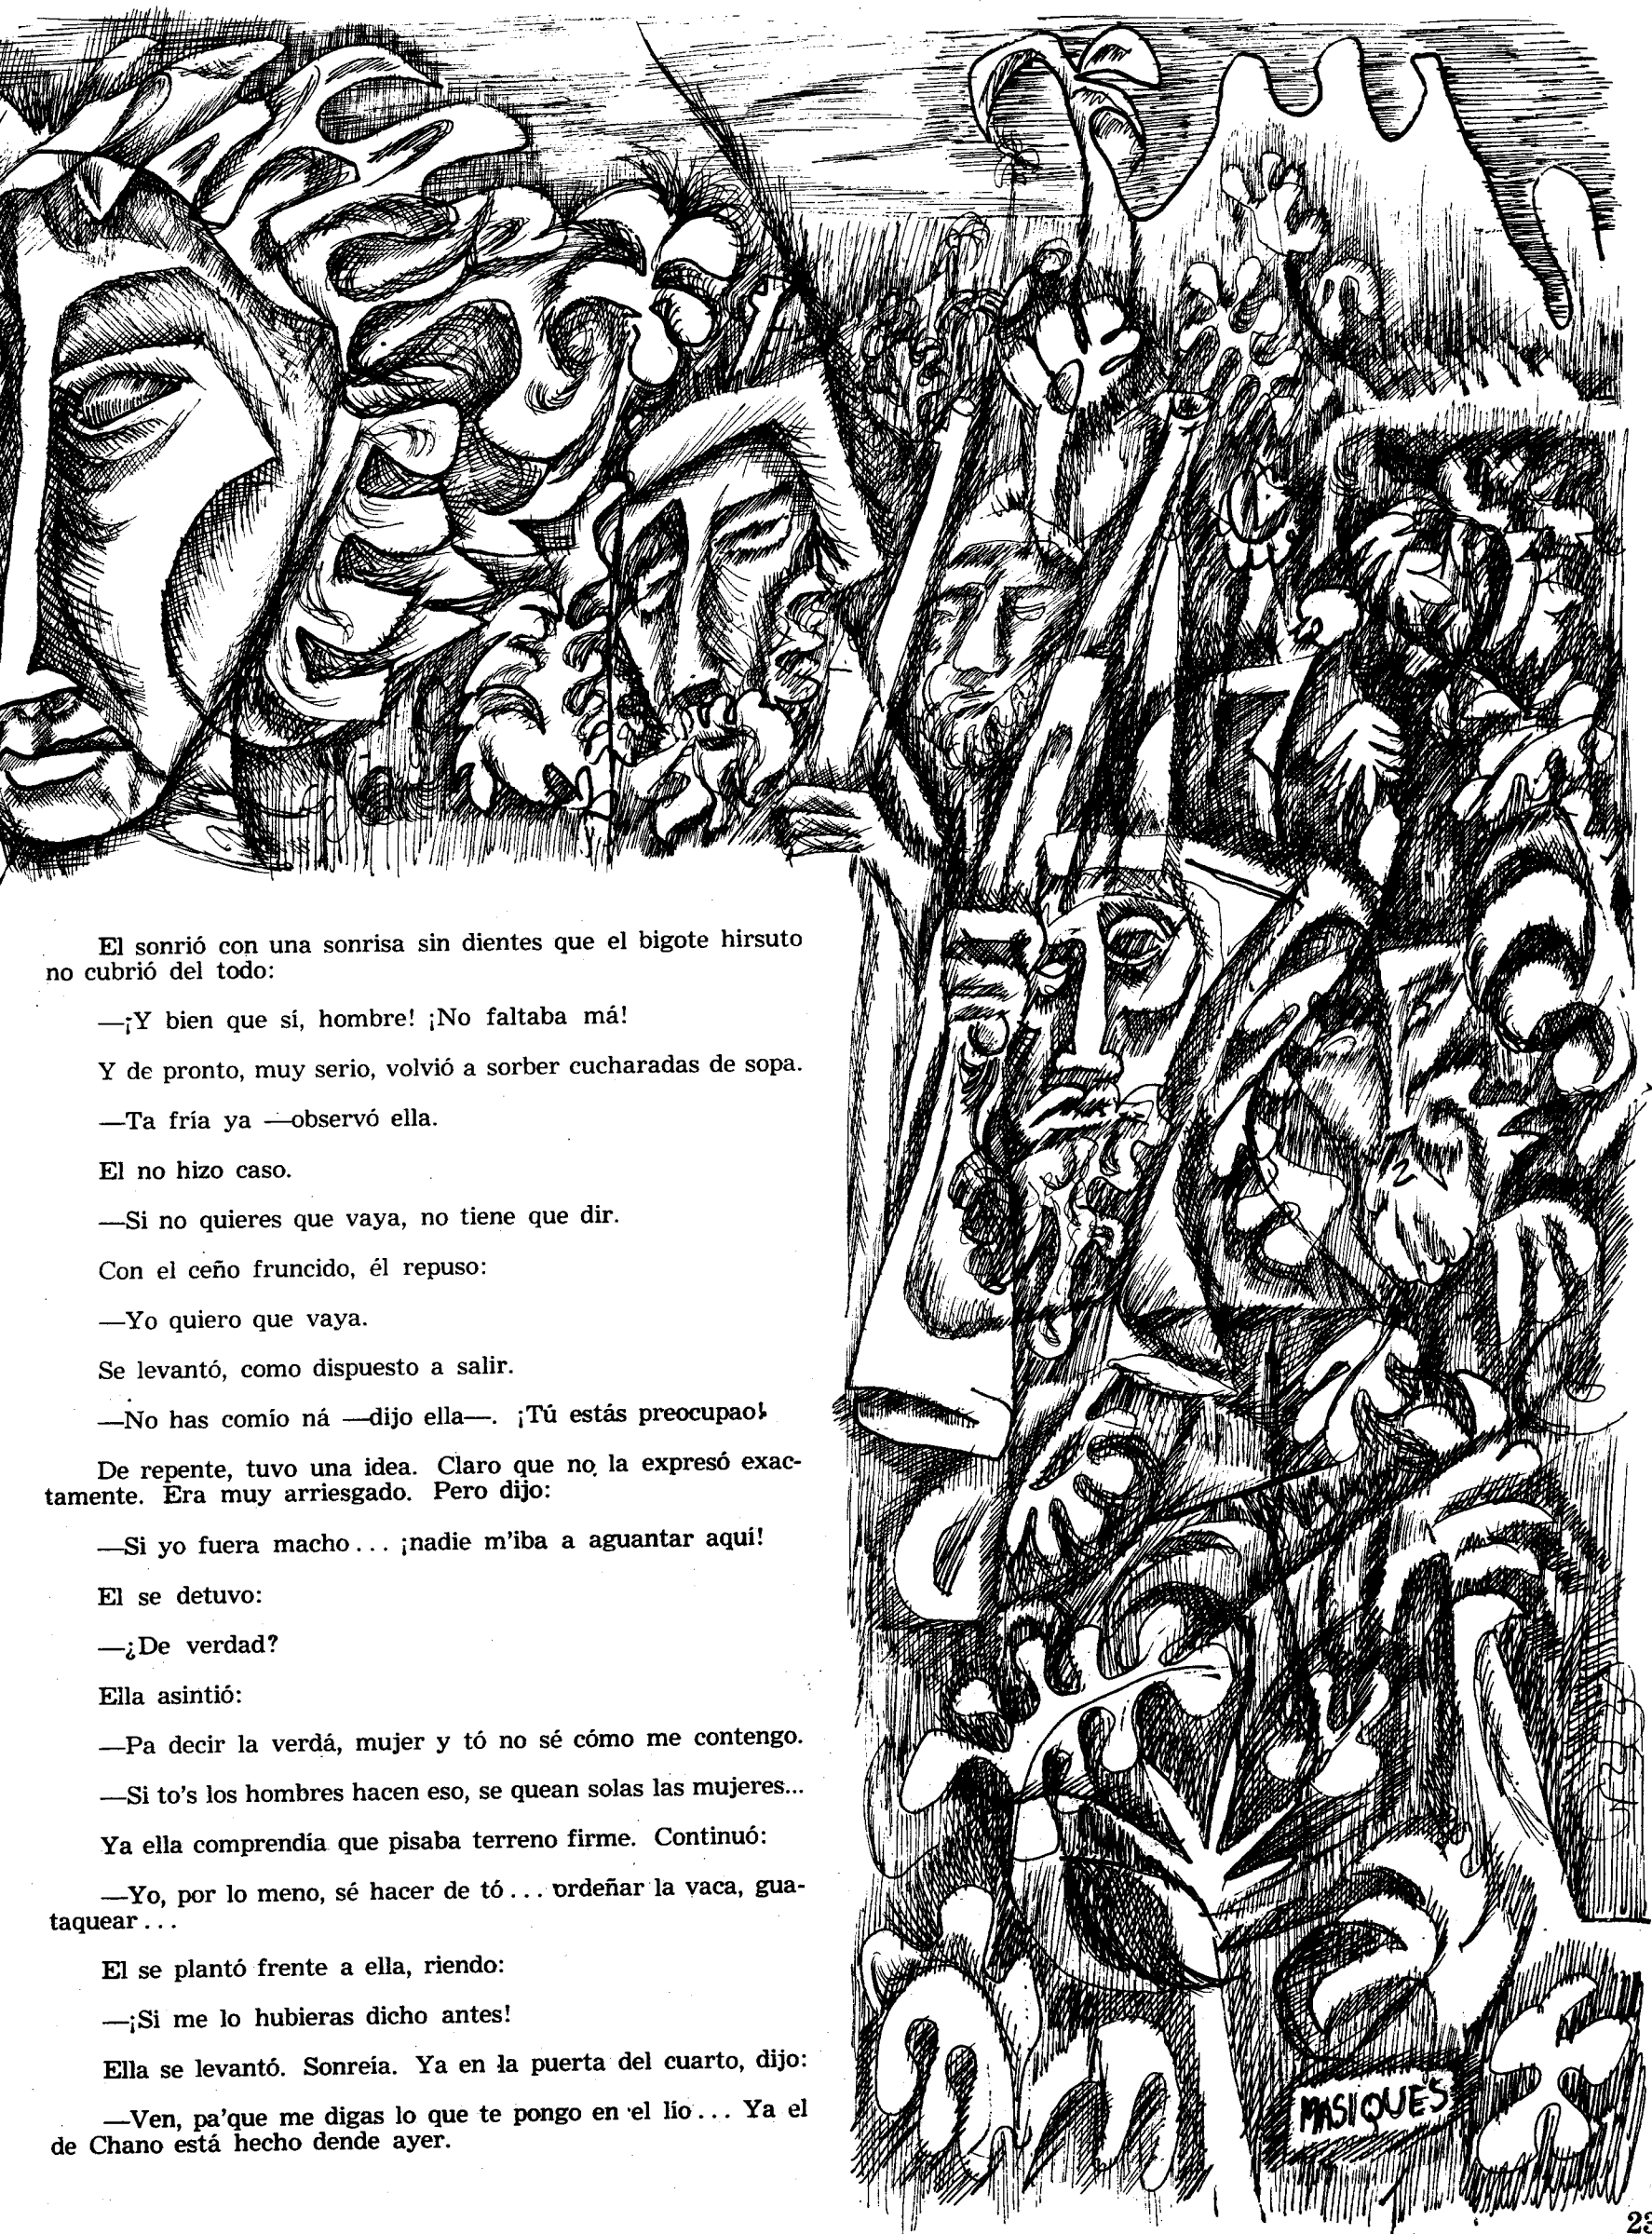 El sonrió con una sonrisa sin dientes que el bigote hirsuto
no cubrió del todo:
—¡Y bien que sí, hombre! ¡No faltaba má!
Y de pronto, muy serio, volvió a sorber cucharadas de sopa.
—Ta fría ya —observó ella.
El no hizo caso.
—Si no quieres que vaya, no tiene que dir.
Con el ceño fruncido, él repuso:
—Yo quiero que vaya.
Se levantó, como dispuesto a salir.
—No has comío ná —dijo ella—. ¡Tú estás preocupao!
De repente, tuvo una idea. Claro que no la expresó exac-
tamente. Era muy arriesgado. Pero dijo:
—Si yo fuera macho... ¡nadie m'iba a aguantar aquí!
El se detuvo:
—¿De verdad?
Ella asintió:
—Pa decir la verdá, mujer y tó no sé cómo me contengo.
—Si to's los hombres hacen eso, se quean solas las mujeres...
Ya ella comprendía que pisaba terreno firme. Continuó:
—Yo, por lo meno, sé hacer de tó... ordeñar la vaca, gua-
taquear...
El se plantó frente a ella, riendo:
—¡Si me lo hubieras dicho antes!
Ella se levantó. Sonreía. Ya en la puerta del cuarto, dijo:
—Ven, pa'que me digas lo que te pongo en el lío... Ya el
de Chano está hecho dende ayer.
MASIQUES
23